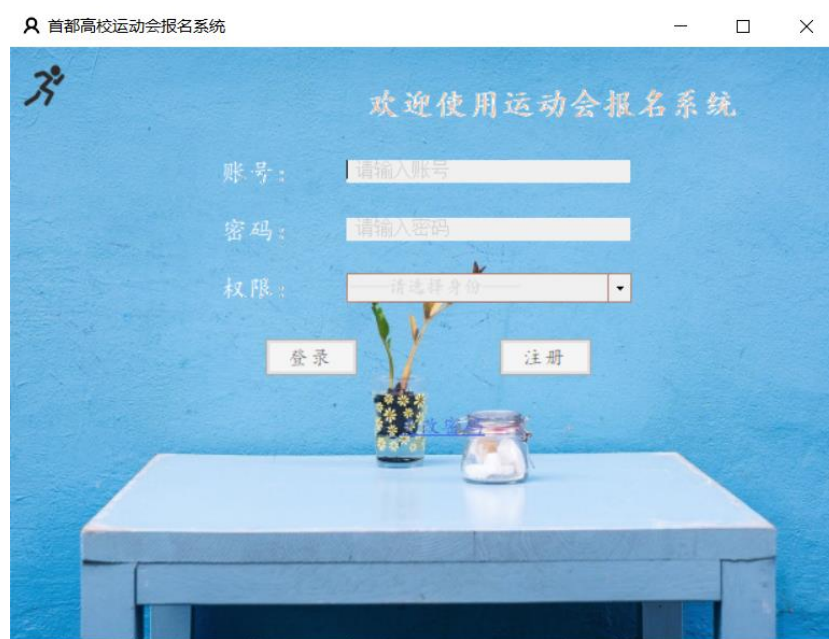 首都高校运动会报名系统
欢迎使用运动会报名系统
账号： 请输入账号
密码： 请输入密码
权限： ------请选择身份------
登录 注册
改密